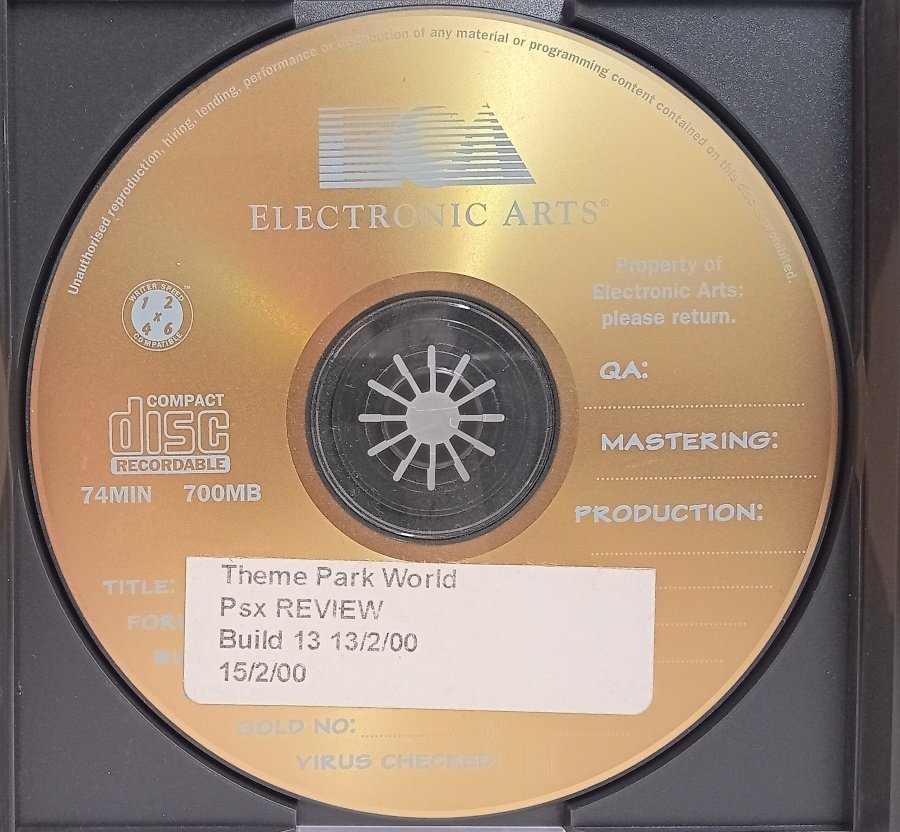 Unauthorised reproduction, hiring, lending, performance or distribution of any material or programming content contained on this disc is prohibited.
ELECTRONIC ARTS®
Property of
Electronic Arts:
please return.
WRITER SPEED™
1 2
x
4 6
COMPATIBLE
QA:
COMPACT
disc
RECORDABLE
MASTERING:
74MIN 700MB
PRODUCTION:
TITLE:
Theme Park World
Psx REVIEW
Build 13 13/2/00
15/2/00
GOLD NO:
VIRUS CHECKED: